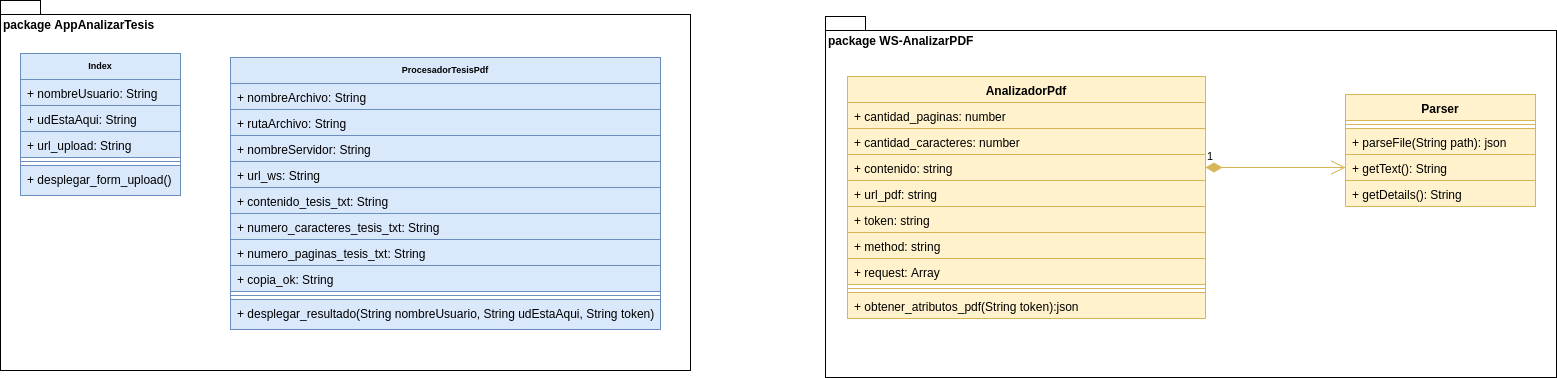 package AppAnalizarTesis
Index
+ nombreUsuario: String
+ udEstaAqui: String
+ url_upload: String
+ desplegar_form_upload()
ProcesadorTesisPdf
+ nombreArchivo: String
+ rutaArchivo: String
+ nombreServidor: String
+ url_ws: String
+ contenido_tesis_txt: String
+ numero_caracteres_tesis_txt: String
+ numero_paginas_tesis_txt: String
+ copia_ok: String
+ desplegar_resultado(String nombreUsuario, String udEstaAqui, String token)
package WS-AnalizarPDF
AnalizadorPdf
+ cantidad_paginas: number
+ cantidad_caracteres: number
+ contenido: string
+ url_pdf: string
+ token: string
+ method: string
+ request: Array
+ obtener_atributos_pdf(String token):json
1
Parser
+ parseFile(String path): json
+ getText(): String
+ getDetails(): String